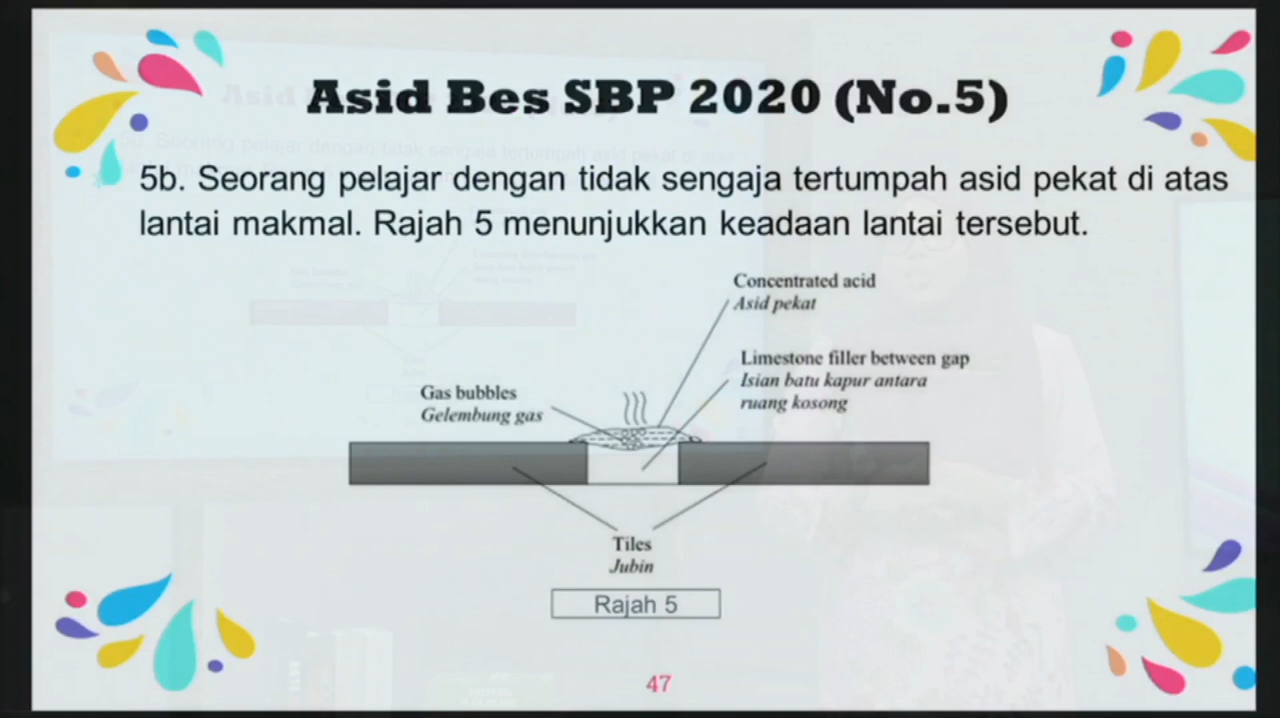 Asid Bes SBP 2020 (No.5)
5b. Seorang pelajar dengan tidak sengaja tertumpah asid pekat di atas
lantai makmal. Rajah 5 menunjukkan keadaan lantai tersebut.
Concentrated acid
Asid pekat
Limestone filler between gap
Isian batu kapur antara
ruang kosong
Gas bubbles
Gelembung gas
Tiles
Jubin
Rajah 5
47